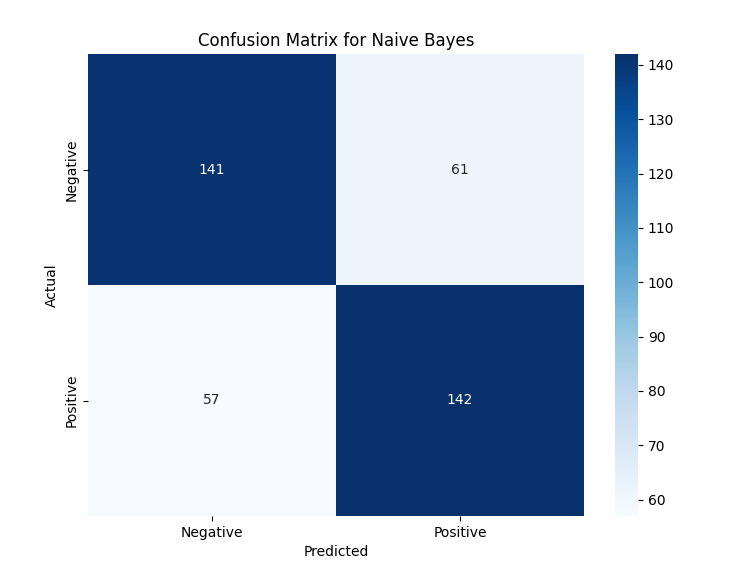 Confusion Matrix for Naive Bayes
Actual
Negative
141
61
Positive
57
142
Negative
Positive
Predicted
140
130
120
110
100
90
80
70
60